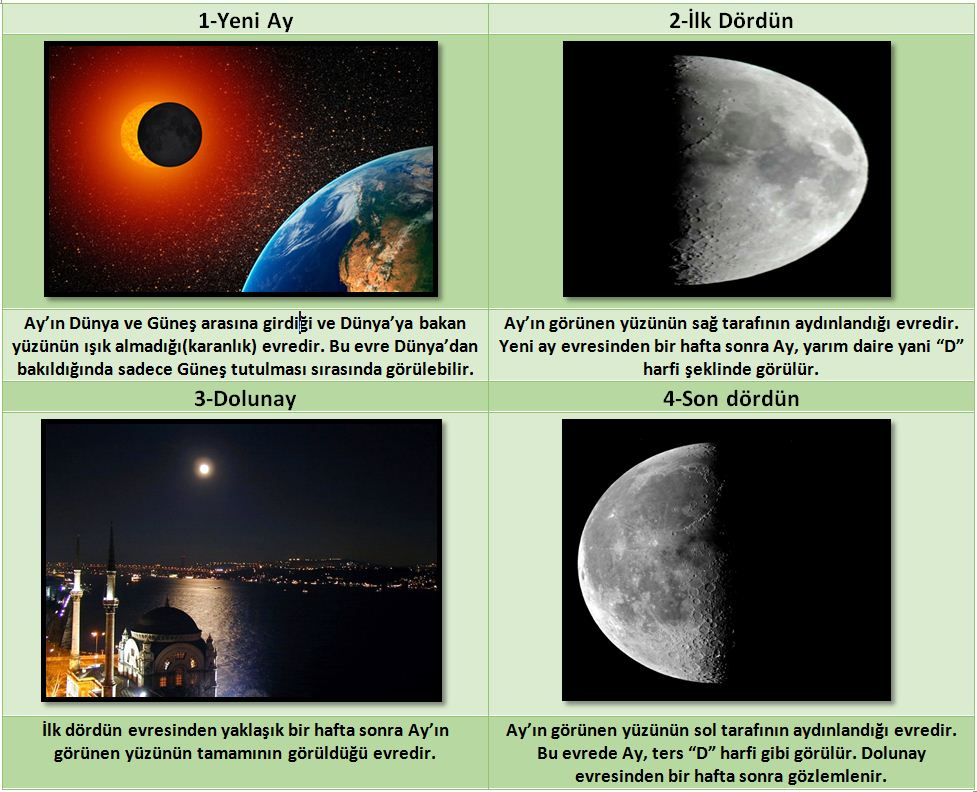 1-Yeni Ay
2-İlk Dördün
Ay’ın Dünya ve Güneş arasına girdiği ve Dünya’ya bakan
yüzünün ışık almadığı(karanlık) evredir. Bu evre Dünya’dan
bakıldığında sadece Güneş tutulması sırasında görülebilir.
Ay’ın görünen yüzünün sağ tarafının aydınlandığı evredir.
Yeni ay evresinden bir hafta sonra Ay, yarım daire yani “D”
harfi şeklinde görülür.
3-Dolunay
4-Son dördün
İlk dördün evresinden yaklaşık bir hafta sonra Ay’ın
görünen yüzünün tamamının görüldüğü evredir.
Ay’ın görünen yüzünün sol tarafının aydınlandığı evredir.
Bu evrede Ay, ters “D” harfi gibi görülür. Dolunay
evresinden bir hafta sonra gözlemlenir.